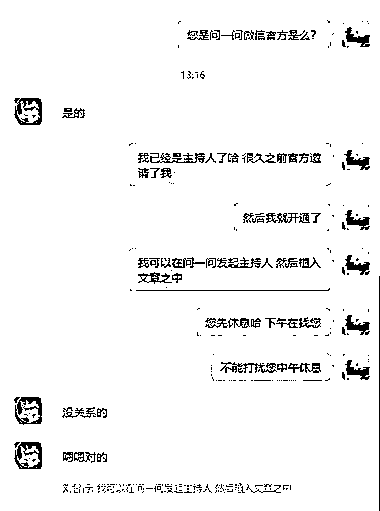 您是问一问微信官方是么？
13:16
是的
我已经是主持人了哈 很久之前官方邀
请了我
然后我就开通了
我可以在问一问发起主持人 然后植入
文章之中
您先休息哈 下午在找您
不能打扰您中午休息
没关系的
嗯嗯对的
我可以在问一问发起主持人 然后植入文章之中